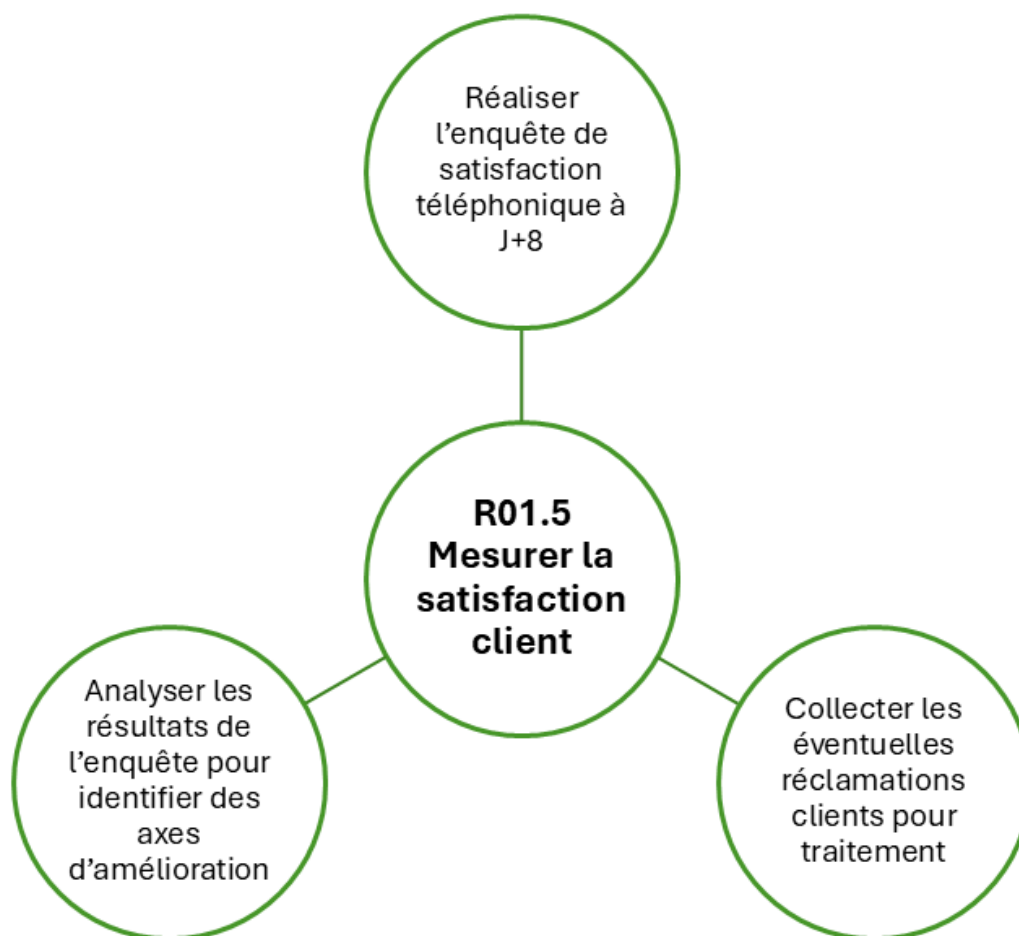 Réaliser
l’enquête de
satisfaction
téléphonique à
J+8
R01.5
Mesurer la
satisfaction
client
Analyser les
résultats de
l’enquête pour
identifier des
axes
d’amélioration
Collecter les
éventuelles
réclamations
clients pour
traitement